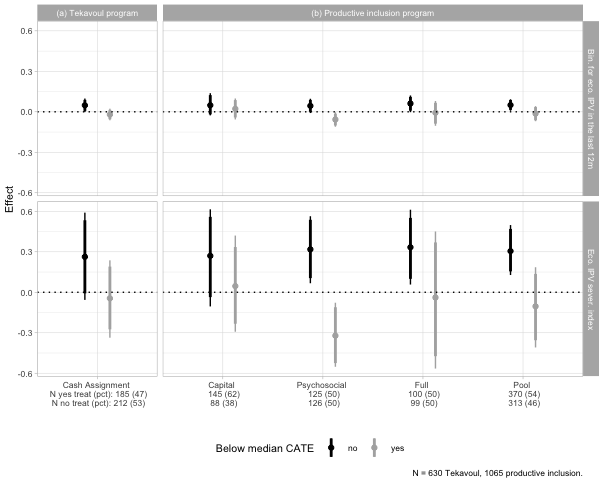 (a) Tekavoul program
(b) Productive inclusion program
0.6
0.3
0.0
-0.3
-0.6
Bin. for eco. IPV in the last 12m
Effect
0.6
0.3
0.0
-0.3
-0.6
Eco. IPV sever. index
Cash Assignment
N yes treat (pct): 185 (47)
N no treat (pct): 212 (53)
Capital
145 (62)
88 (38)
Psychosocial
125 (50)
126 (50)
Full
100 (50)
99 (50)
Pool
370 (54)
313 (46)
Below median CATE no yes
N = 630 Tekavoul, 1065 productive inclusion.